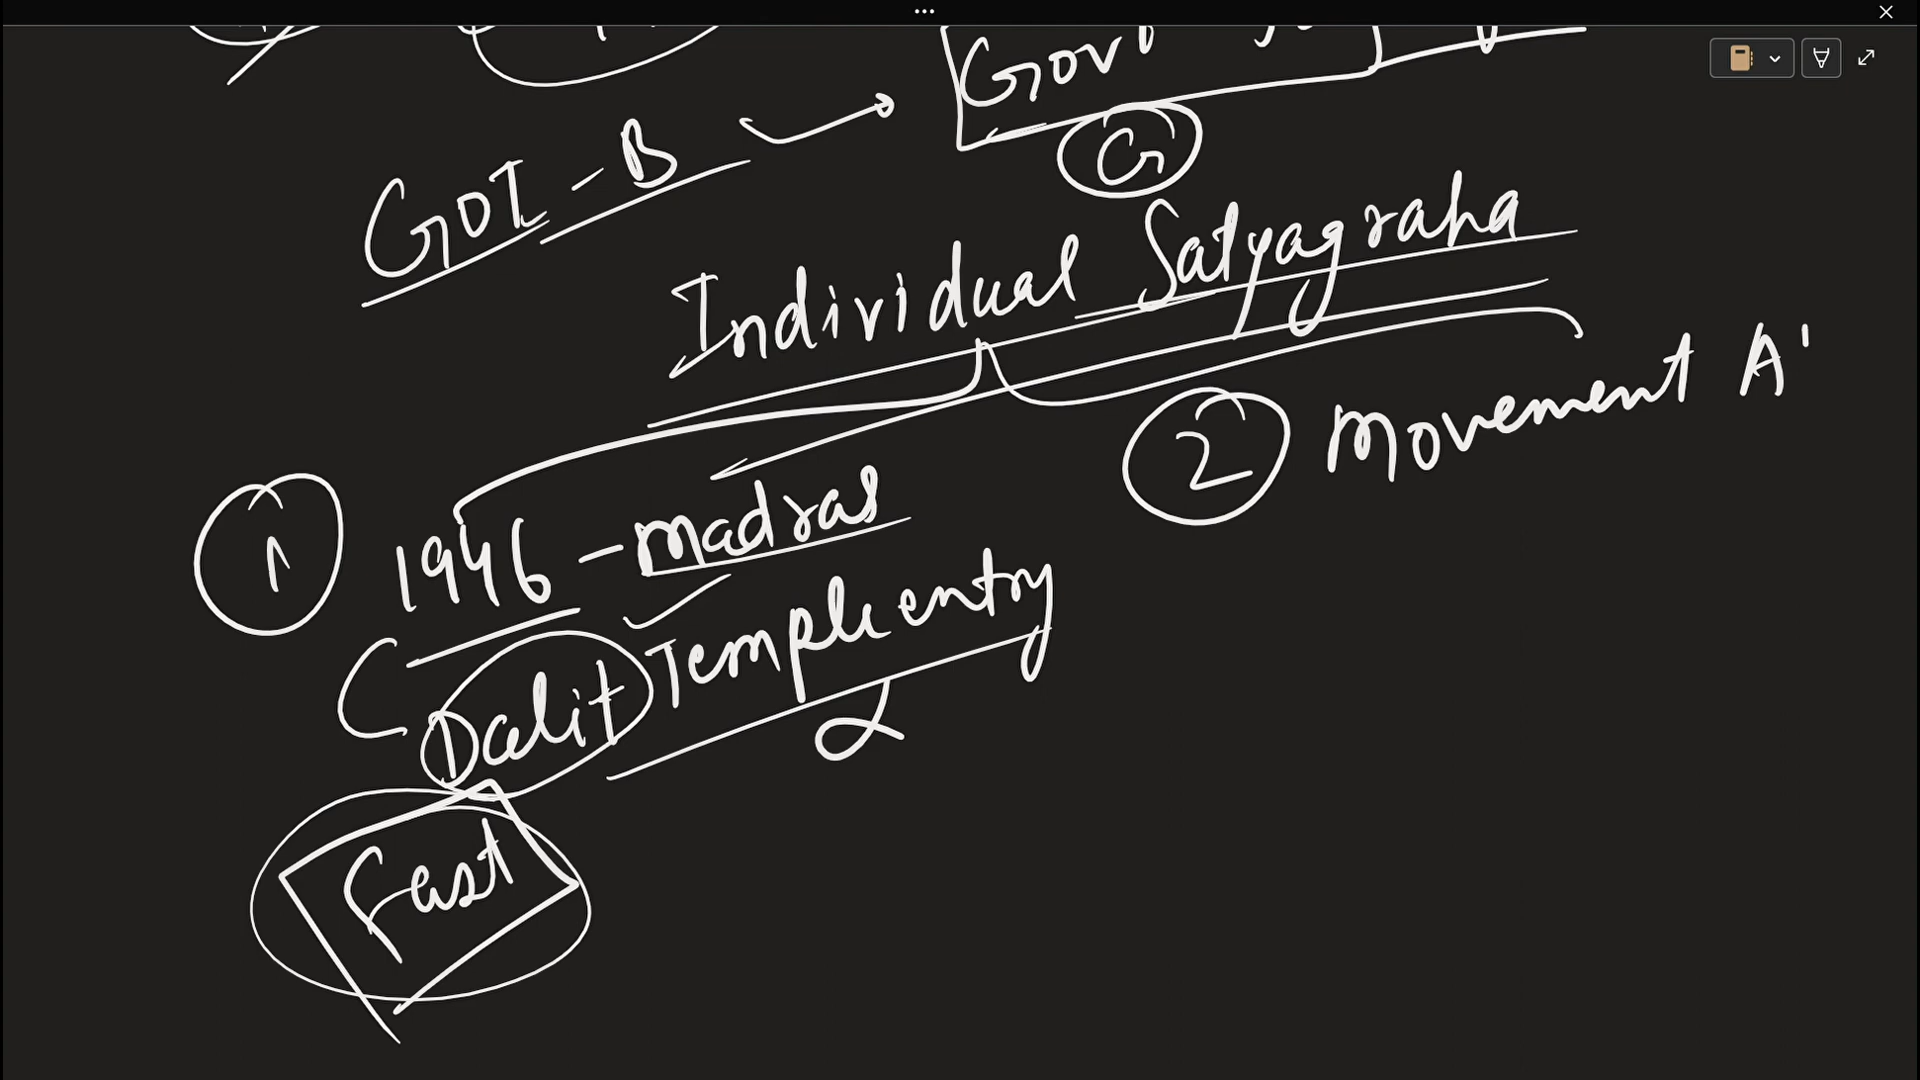 Govt
GOI - B
G
Individual Satyagraha
1 1946 - Madras
2 Movement A'
Dalit Temple entry
Fast